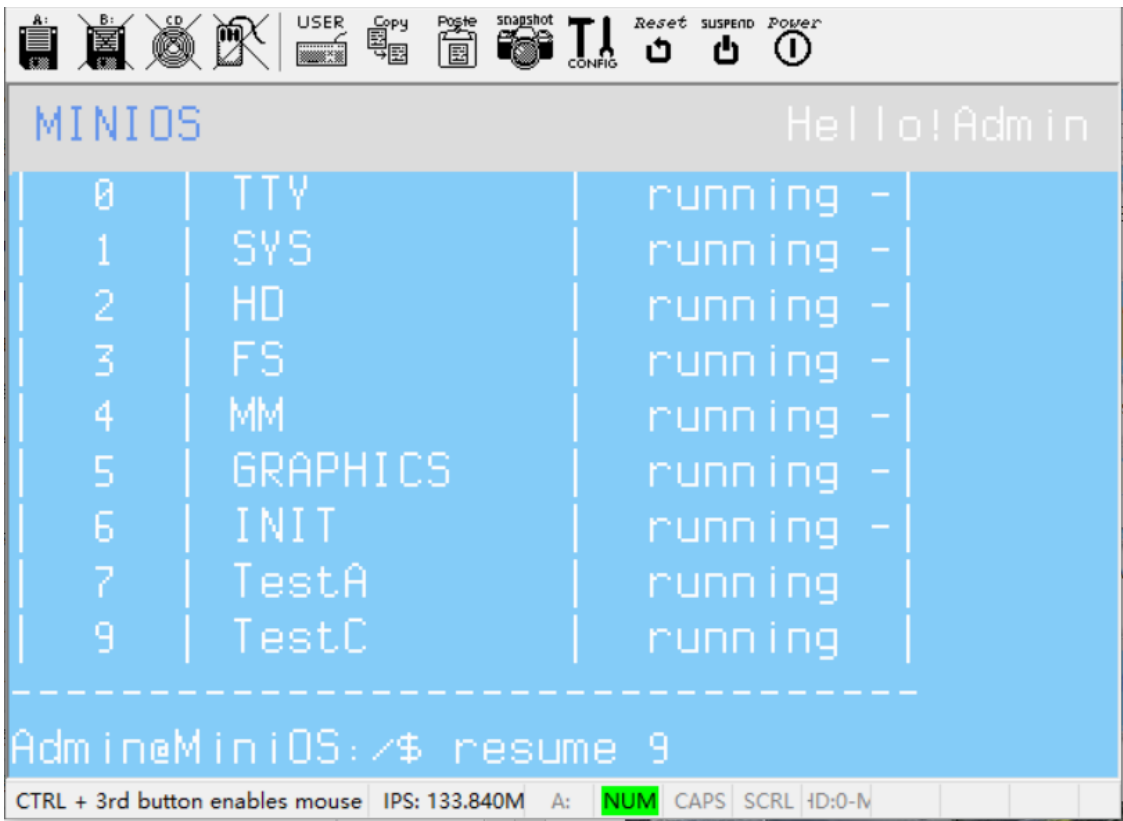 A: B: CD USER Copy Paste snapshot CONFIG Reset SUSPEND Power
MINIOS Hello!Admin
| 0 | TTY | running -|
| 1 | SYS | running -|
| 2 | HD | running -|
| 3 | FS | running -|
| 4 | MM | running -|
| 5 | GRAPHICS | running -|
| 6 | INIT | running -|
| 7 | TestA | running |
| 9 | TestC | running |
----------------------------------
Admin@MiniOS:/$ resume 9
CTRL + 3rd button enables mouse IPS: 133.840M A: NUM CAPS SCRL HD:0-M